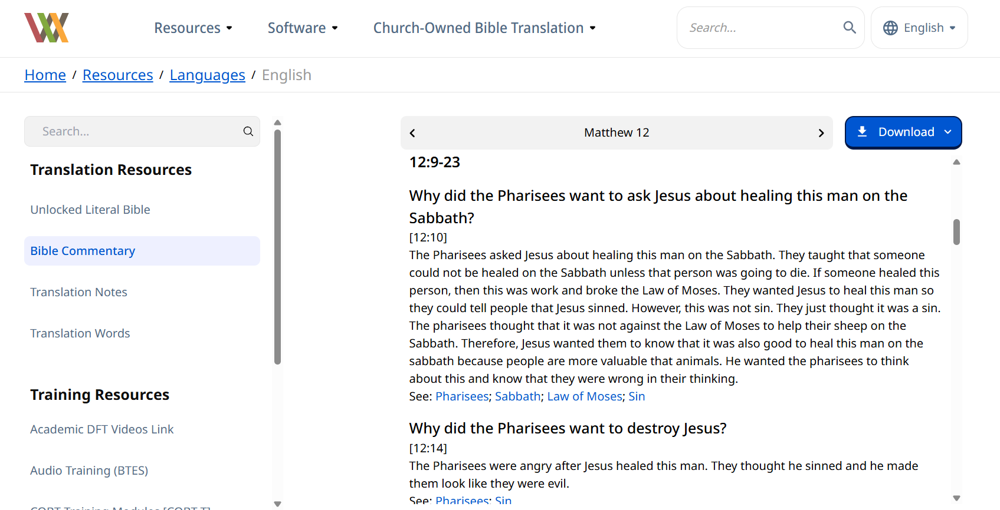 Resources
Software
Church-Owned Bible Translation
Search...
English
Home / Resources / Languages / English
Search...
Translation Resources
Unlocked Literal Bible
Bible Commentary
Translation Notes
Translation Words
Training Resources
Academic DFT Videos Link
Audio Training (BTES)
Matthew 12
Download
12:9-23
Why did the Pharisees want to ask Jesus about healing this man on the
Sabbath?
[12:10]
The Pharisees asked Jesus about healing this man on the Sabbath. They taught that someone
could not be healed on the Sabbath unless that person was going to die. If someone healed this
person, then this was work and broke the Law of Moses. They wanted Jesus to heal this man so
they could tell people that Jesus sinned. However, this was not sin. They just thought it was a sin.
The pharisees thought that it was not against the Law of Moses to help their sheep on the
Sabbath. Therefore, Jesus wanted them to know that it was also good to heal this man on the
sabbath because people are more valuable that animals. He wanted the pharisees to think
about this and know that they were wrong in their thinking.
See: Pharisees; Sabbath; Law of Moses; Sin
Why did the Pharisees want to destroy Jesus?
[12:14]
The Pharisees were angry after Jesus healed this man. They thought he sinned and he made
them look like they were evil.
See: Pharisees; Sin